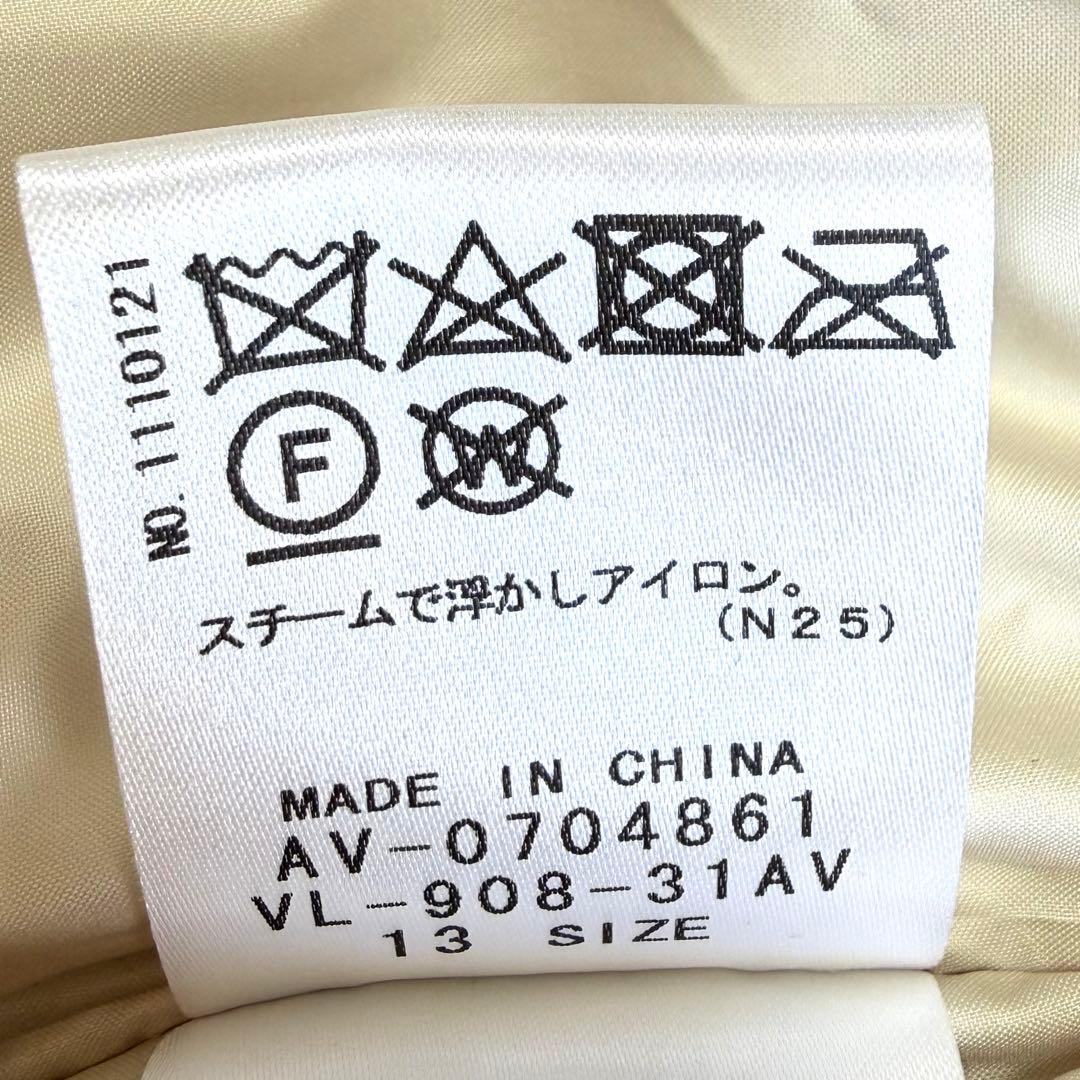 NO.1110121
F
W
スチームで浮かしアイロン。
(N25)
MADE IN CHINA
AV-0704861
VL-908-31AV
13 SIZE